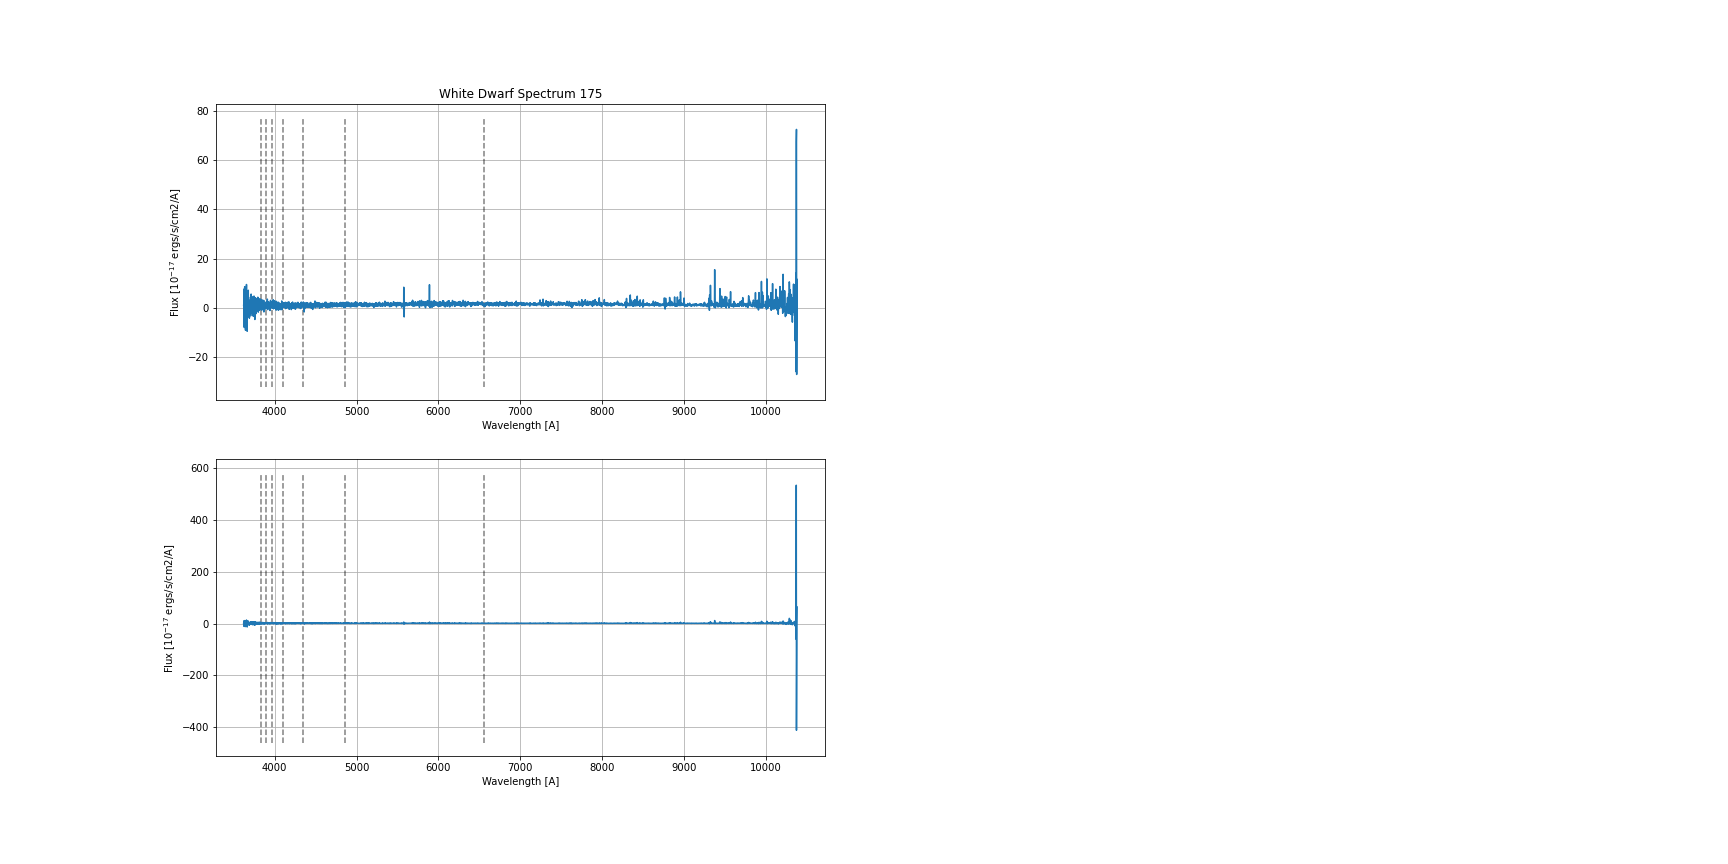 White Dwarf Spectrum 175
80
60
40
20
0
−20
Flux [10⁻¹⁷ ergs/s/cm2/A]
4000 5000 6000 7000 8000 9000 10000
Wavelength [A]
600
400
200
0
−200
−400
Flux [10⁻¹⁷ ergs/s/cm2/A]
4000 5000 6000 7000 8000 9000 10000
Wavelength [A]